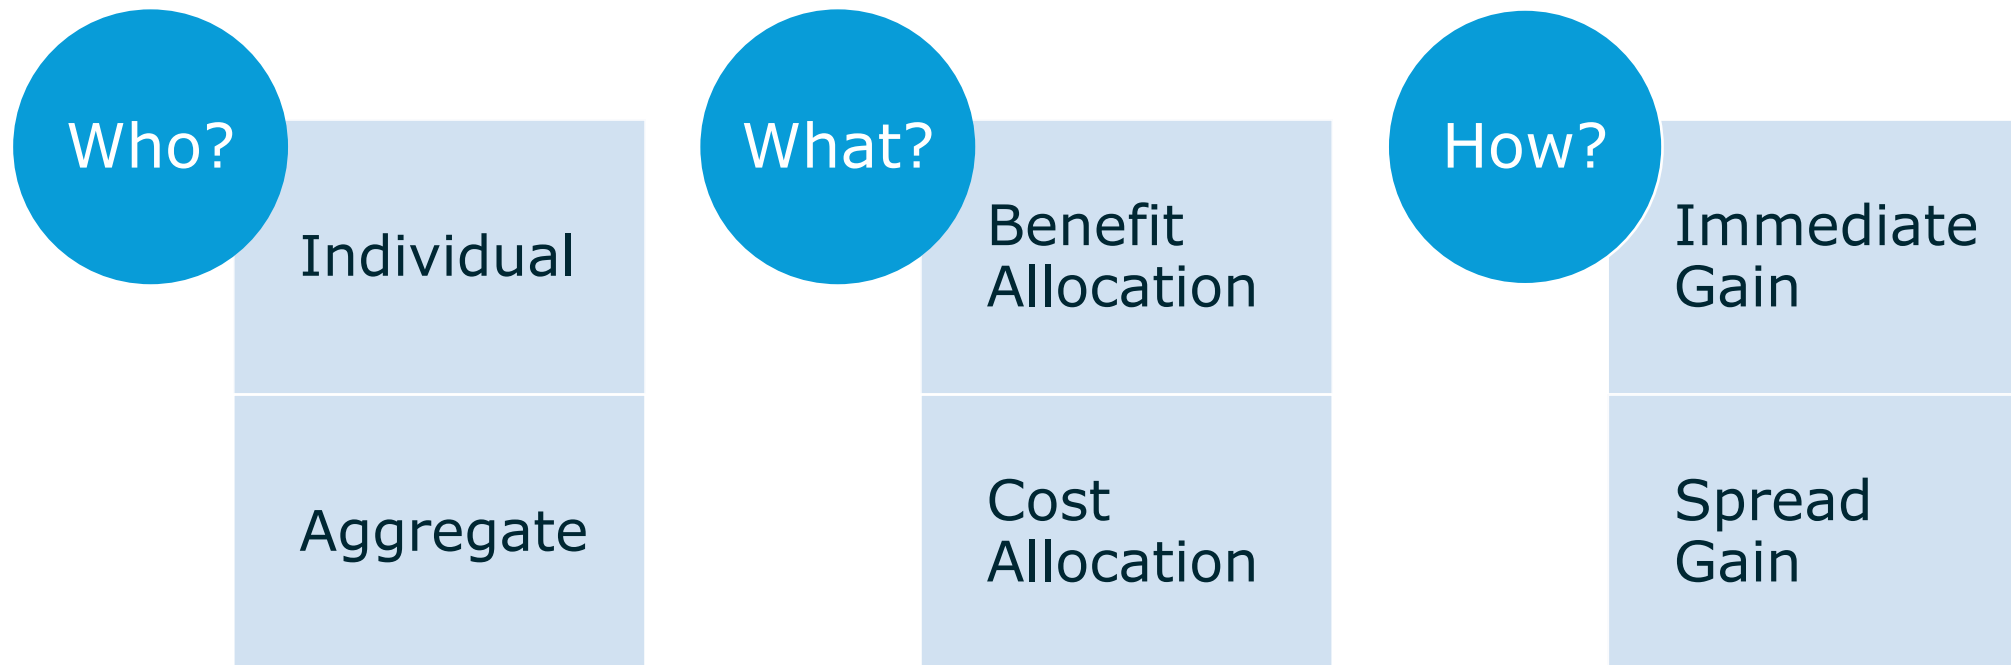 Who?
Individual
Aggregate
What?
Benefit
Allocation
Cost
Allocation
How?
Immediate
Gain
Spread
Gain